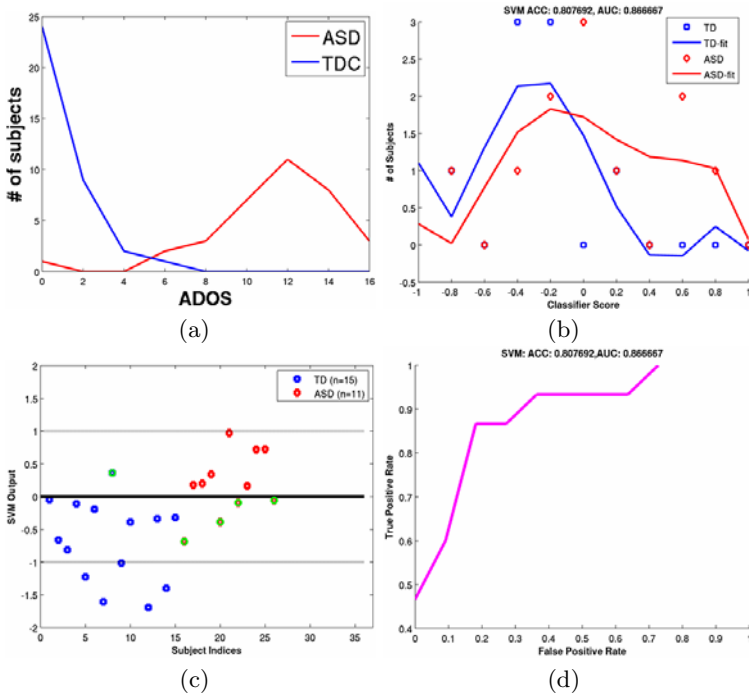 25
20
15
10
5
0
# of subjects
ASD
TDC
0 2 4 6 8 10 12 14 16
ADOS
(a)
SVM ACC: 0.807692, AUC: 0.866667
3
2.5
2
1.5
1
0.5
0
-0.5
# of Subjects
TD
TD-fit
ASD
ASD-fit
-1 -0.8 -0.6 -0.4 -0.2 0 0.2 0.4 0.6 0.8 1
Classifier Score
(b)
2
1.5
1
0.5
0
-0.5
-1
-1.5
-2
SVM Output
TD (n=15)
ASD (n=11)
0 5 10 15 20 25 30 35
Subject Indices
(c)
SVM: ACC: 0.807692,AUC: 0.866667
1
0.9
0.8
0.7
0.6
0.5
0.4
True Positive Rate
0 0.1 0.2 0.3 0.4 0.5 0.6 0.7 0.8 0.9 1
False Positive Rate
(d)